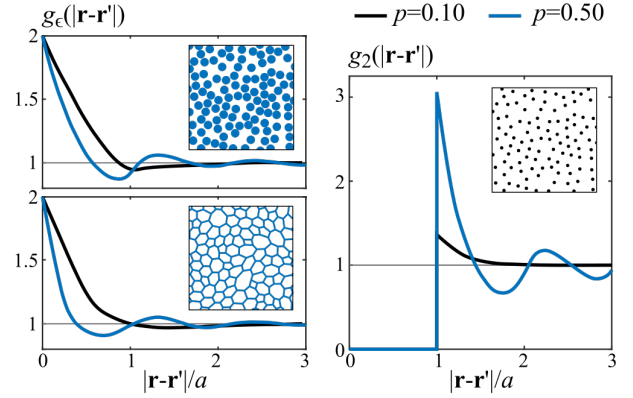 p=0.10 p=0.50
gϵ(|r-r'|)
2
1.5
1
2
1.5
1
0 1 2 3
|r-r'|/a
g2(|r-r'|)
3
2
1
0
0 1 2 3
|r-r'|/a